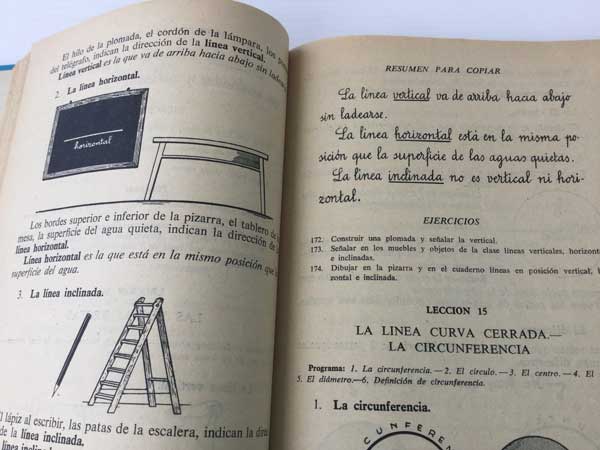 El hilo de la plomada, el cordón de la lámpara, los
del telégrafo, indican la dirección de la línea vertical.
Línea vertical es la que va de arriba hacia abajo sin
2. La línea horizontal.
horizontal
Los bordes superior e inferior de la pizarra, el tablero de
mesa, la superficie del agua quieta, indican la dirección de
línea horizontal.
Línea horizontal es la que está en la mismo posición que
superficie del agua.
3. La línea inclinada.
El lápiz al escribir, las patas de la escalera, indican la
de la línea inclinada.
RESUMEN PARA COPIAR
La línea vertical va de arriba hacia abajo
sin ladearse.
La línea horizontal está en la misma po-
sición que la superficie de las aguas quietas.
La línea inclinada no es vertical ni hori-
zontal.
EJERCICIOS
172. Construir una plomada y señalar la vertical.
173. Señalar en los muebles y objetos de la clase líneas verticales,
e inclinadas.
174. Dibujar en la pizarra y en el cuaderno líneas en posición vertical,
zontal e inclinada.
LECCION 15
LA LINEA CURVA CERRADA.—
LA CIRCUNFERENCIA
Programa: 1. La circunferencia.—2. El círculo.—3. El centro.—4. El
5. El diámetro.—6. Definición de circunferencia.
1. La circunferencia.
CUNFEREN